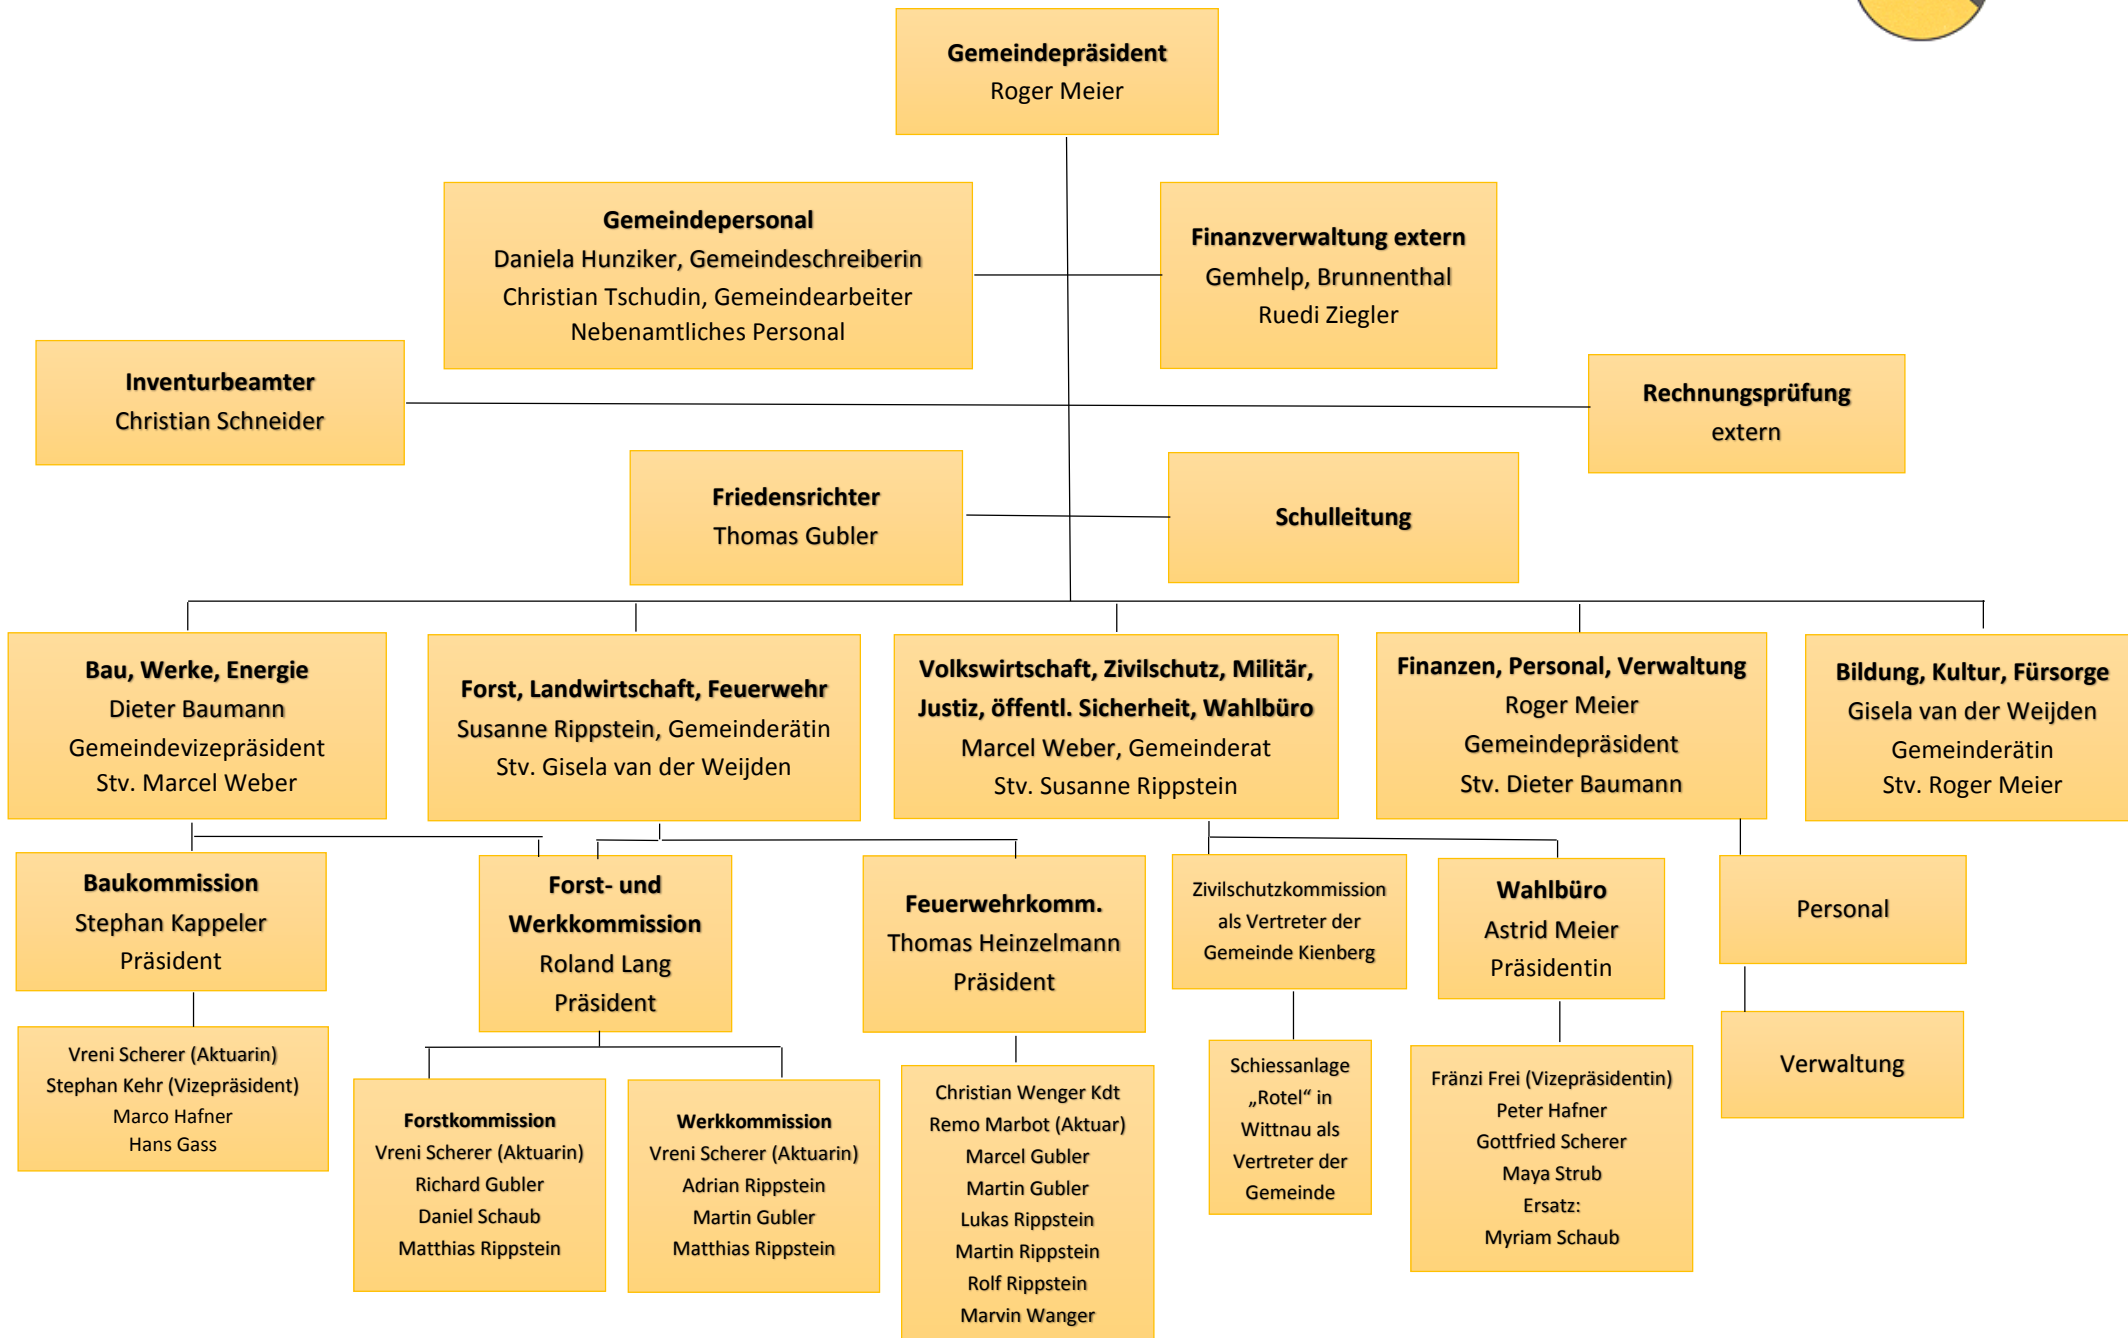 Gemeindepräsident
Roger Meier
Gemeindepersonal
Daniela Hunziker, Gemeindeschreiberin
Christian Tschudin, Gemeindearbeiter
Nebenamtliches Personal
Finanzverwaltung extern
Gemhelp, Brunnenthal
Ruedi Ziegler
Inventurbeamter
Christian Schneider
Rechnungsprüfung
extern
Friedensrichter
Thomas Gubler
Schulleitung
Bau, Werke, Energie
Dieter Baumann
Gemeindevizepräsident
Stv. Marcel Weber
Forst, Landwirtschaft, Feuerwehr
Susanne Rippstein, Gemeinderätin
Stv. Gisela van der Weijden
Volkswirtschaft, Zivilschutz, Militär,
Justiz, öffentl. Sicherheit, Wahlbüro
Marcel Weber, Gemeinderat
Stv. Susanne Rippstein
Finanzen, Personal, Verwaltung
Roger Meier
Gemeindepräsident
Stv. Dieter Baumann
Bildung, Kultur, Fürsorge
Gisela van der Weijden
Gemeinderätin
Stv. Roger Meier
Baukommission
Stephan Kappeler
Präsident
Forst- und
Werkkommission
Roland Lang
Präsident
Feuerwehrkomm.
Thomas Heinzelmann
Präsident
Zivilschutzkommission
als Vertreter der
Gemeinde Kienberg
Wahlbüro
Astrid Meier
Präsidentin
Personal
Vreni Scherer (Aktuarin)
Stephan Kehr (Vizepräsident)
Marco Hafner
Hans Gass
Forstkommission
Vreni Scherer (Aktuarin)
Richard Gubler
Daniel Schaub
Matthias Rippstein
Werkkommission
Vreni Scherer (Aktuarin)
Adrian Rippstein
Martin Gubler
Matthias Rippstein
Christian Wenger Kdt
Remo Marbot (Aktuar)
Marcel Gubler
Martin Gubler
Lukas Rippstein
Martin Rippstein
Rolf Rippstein
Marvin Wanger
Schiessanlage
„Rotel“ in
Wittnau als
Vertreter der
Gemeinde
Fränzi Frei (Vizepräsidentin)
Peter Hafner
Gottfried Scherer
Maya Strub
Ersatz:
Myriam Schaub
Verwaltung